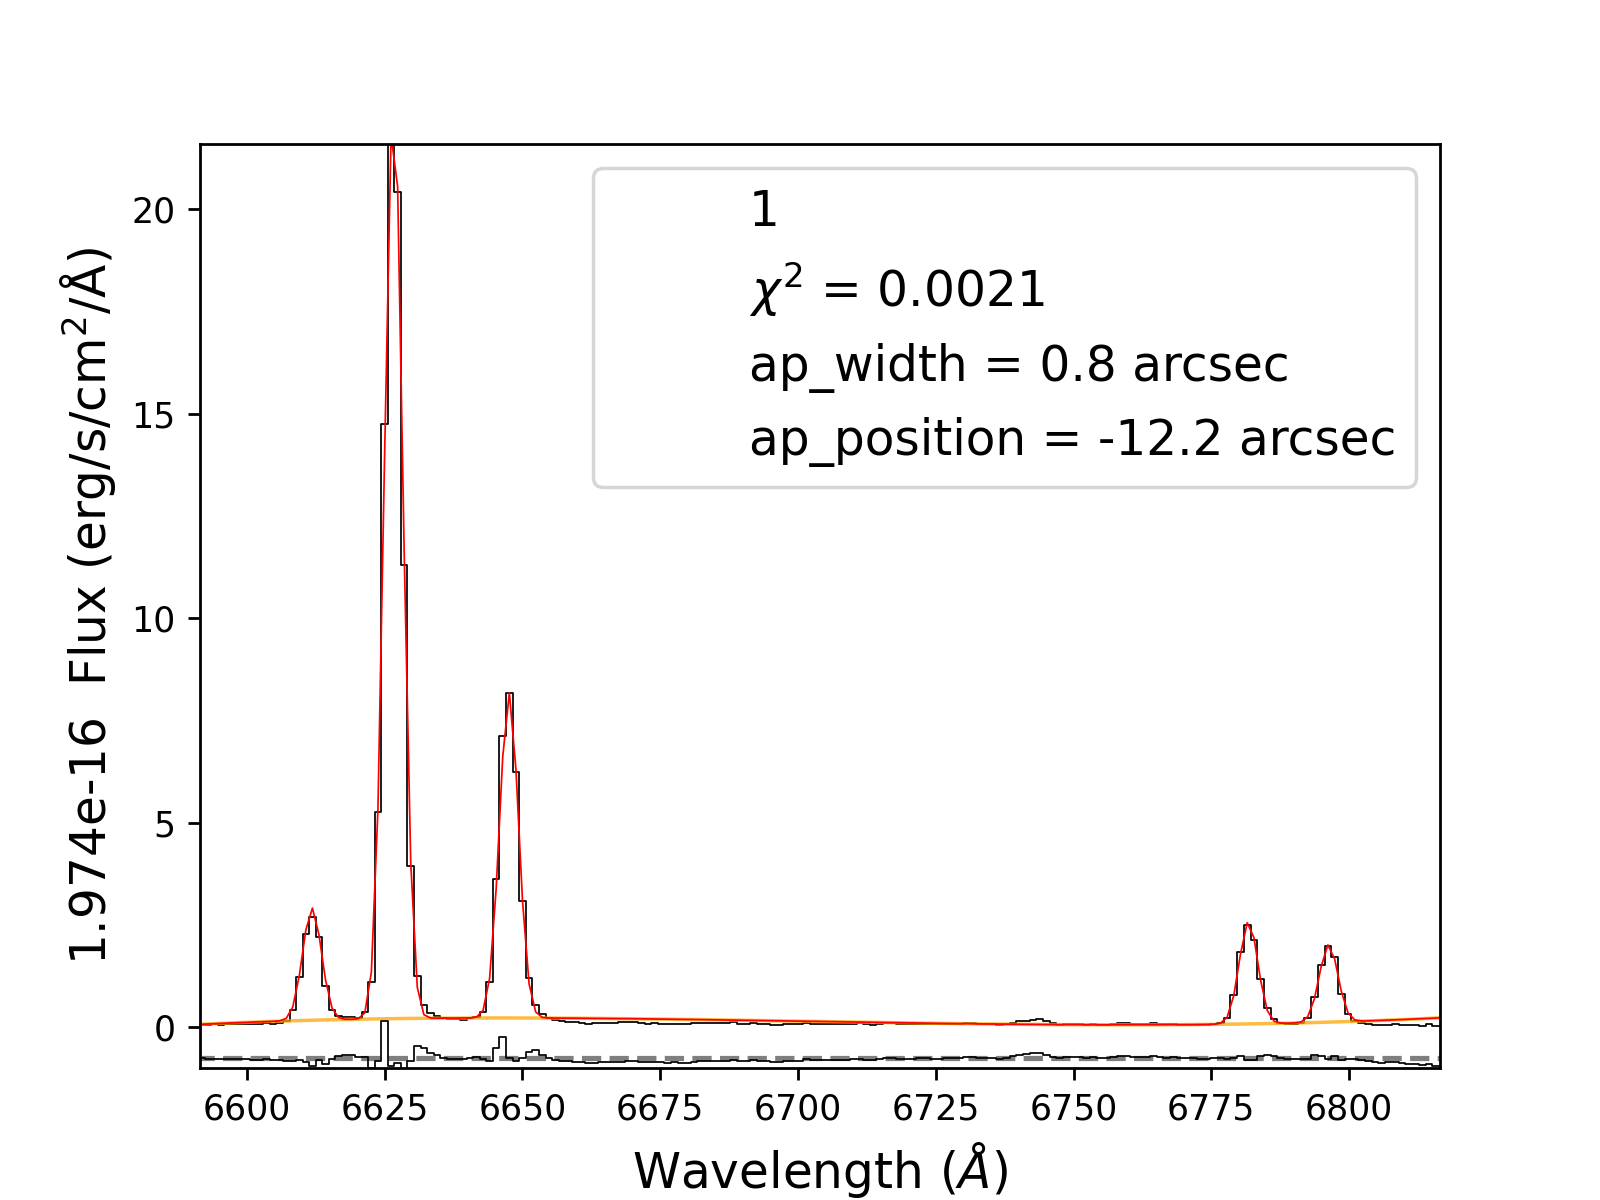 1
χ² = 0.0021
ap_width = 0.8 arcsec
ap_position = -12.2 arcsec
20
15
10
5
0
1.974e-16 Flux (erg/s/cm²/Å)
6600 6625 6650 6675 6700 6725 6750 6775 6800
Wavelength (Å)